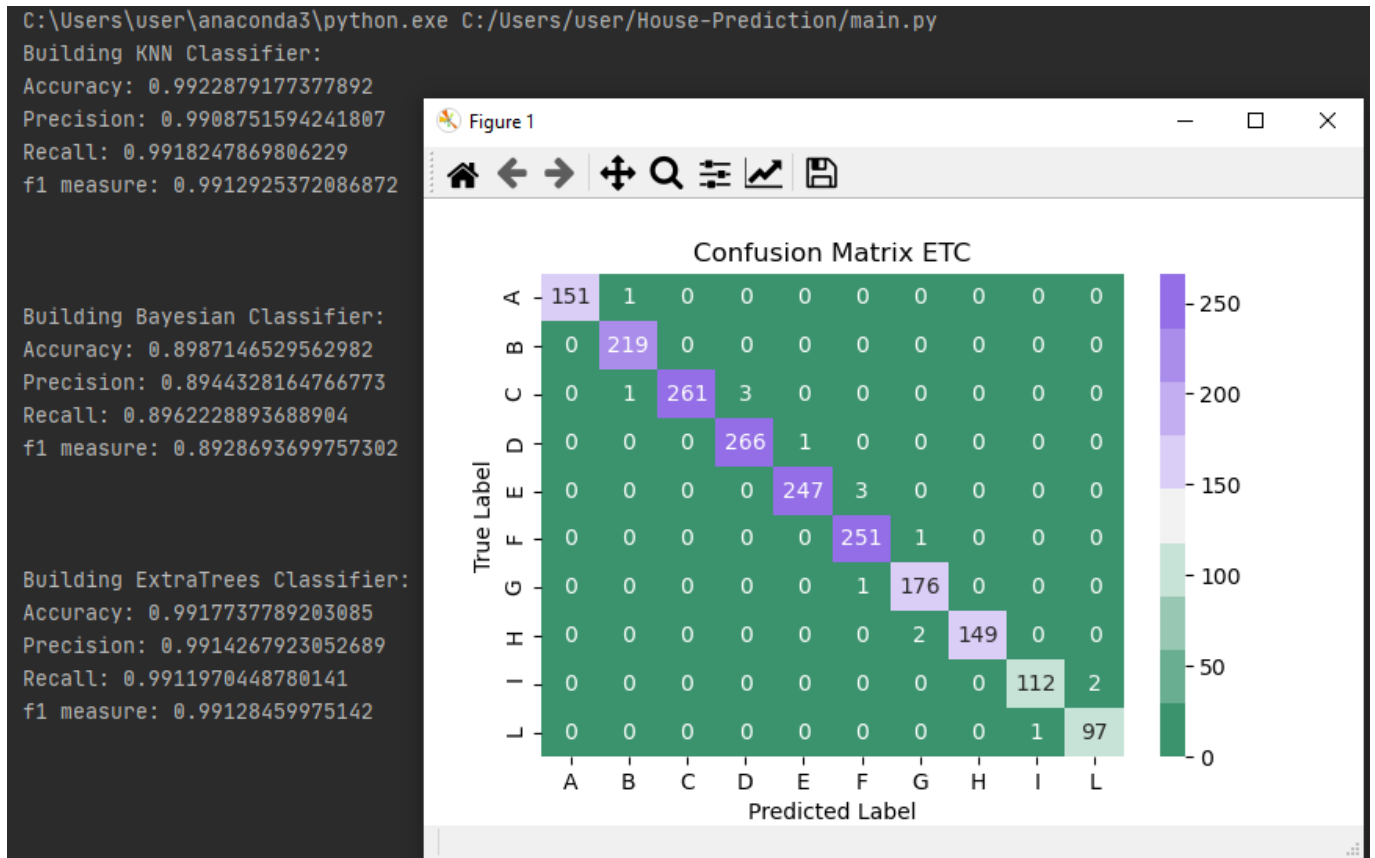 C:\Users\user\anaconda3\python.exe C:/Users/user/House-Prediction/main.py
Building KNN Classifier:
Accuracy: 0.9922879177377892
Precision: 0.9908751594241807
Recall: 0.9918247869806229
f1 measure: 0.9912925372086872
Building Bayesian Classifier:
Accuracy: 0.8987146529562982
Precision: 0.8944328164766773
Recall: 0.8962228893688904
f1 measure: 0.8928693699757302
Building ExtraTrees Classifier:
Accuracy: 0.9917737789203085
Precision: 0.9914267923052689
Recall: 0.9911970448780141
f1 measure: 0.99128459975142
Figure 1
Confusion Matrix ETC
True Label
A 151 1 0 0 0 0 0 0 0 0
B 0 219 0 0 0 0 0 0 0 0
C 0 1 261 3 0 0 0 0 0 0
D 0 0 0 266 1 0 0 0 0 0
E 0 0 0 0 247 3 0 0 0 0
F 0 0 0 0 0 251 1 0 0 0
G 0 0 0 0 0 1 176 0 0 0
H 0 0 0 0 0 0 2 149 0 0
I 0 0 0 0 0 0 0 0 112 2
L 0 0 0 0 0 0 0 0 1 97
A B C D E F G H I L
Predicted Label
250
200
150
100
50
0